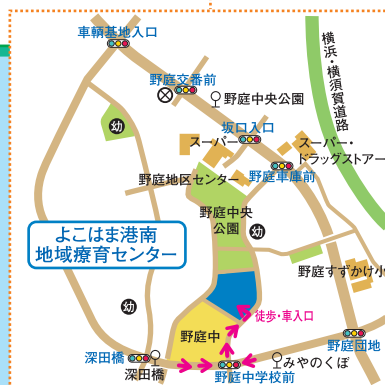 車輌基地入口
野庭交番前
野庭中央公園
横浜・横須賀道路
幼
スーパー
坂口入口
スーパー・
ドラッグストアー
野庭地区センター
野庭車庫前
野庭中央
公園
幼
よこはま港南
地域療育センター
野庭すずかけ小
幼
徒歩・車入口
野庭中
野庭団地
深田橋
深田橋
野庭中学校前
みやのくぼ